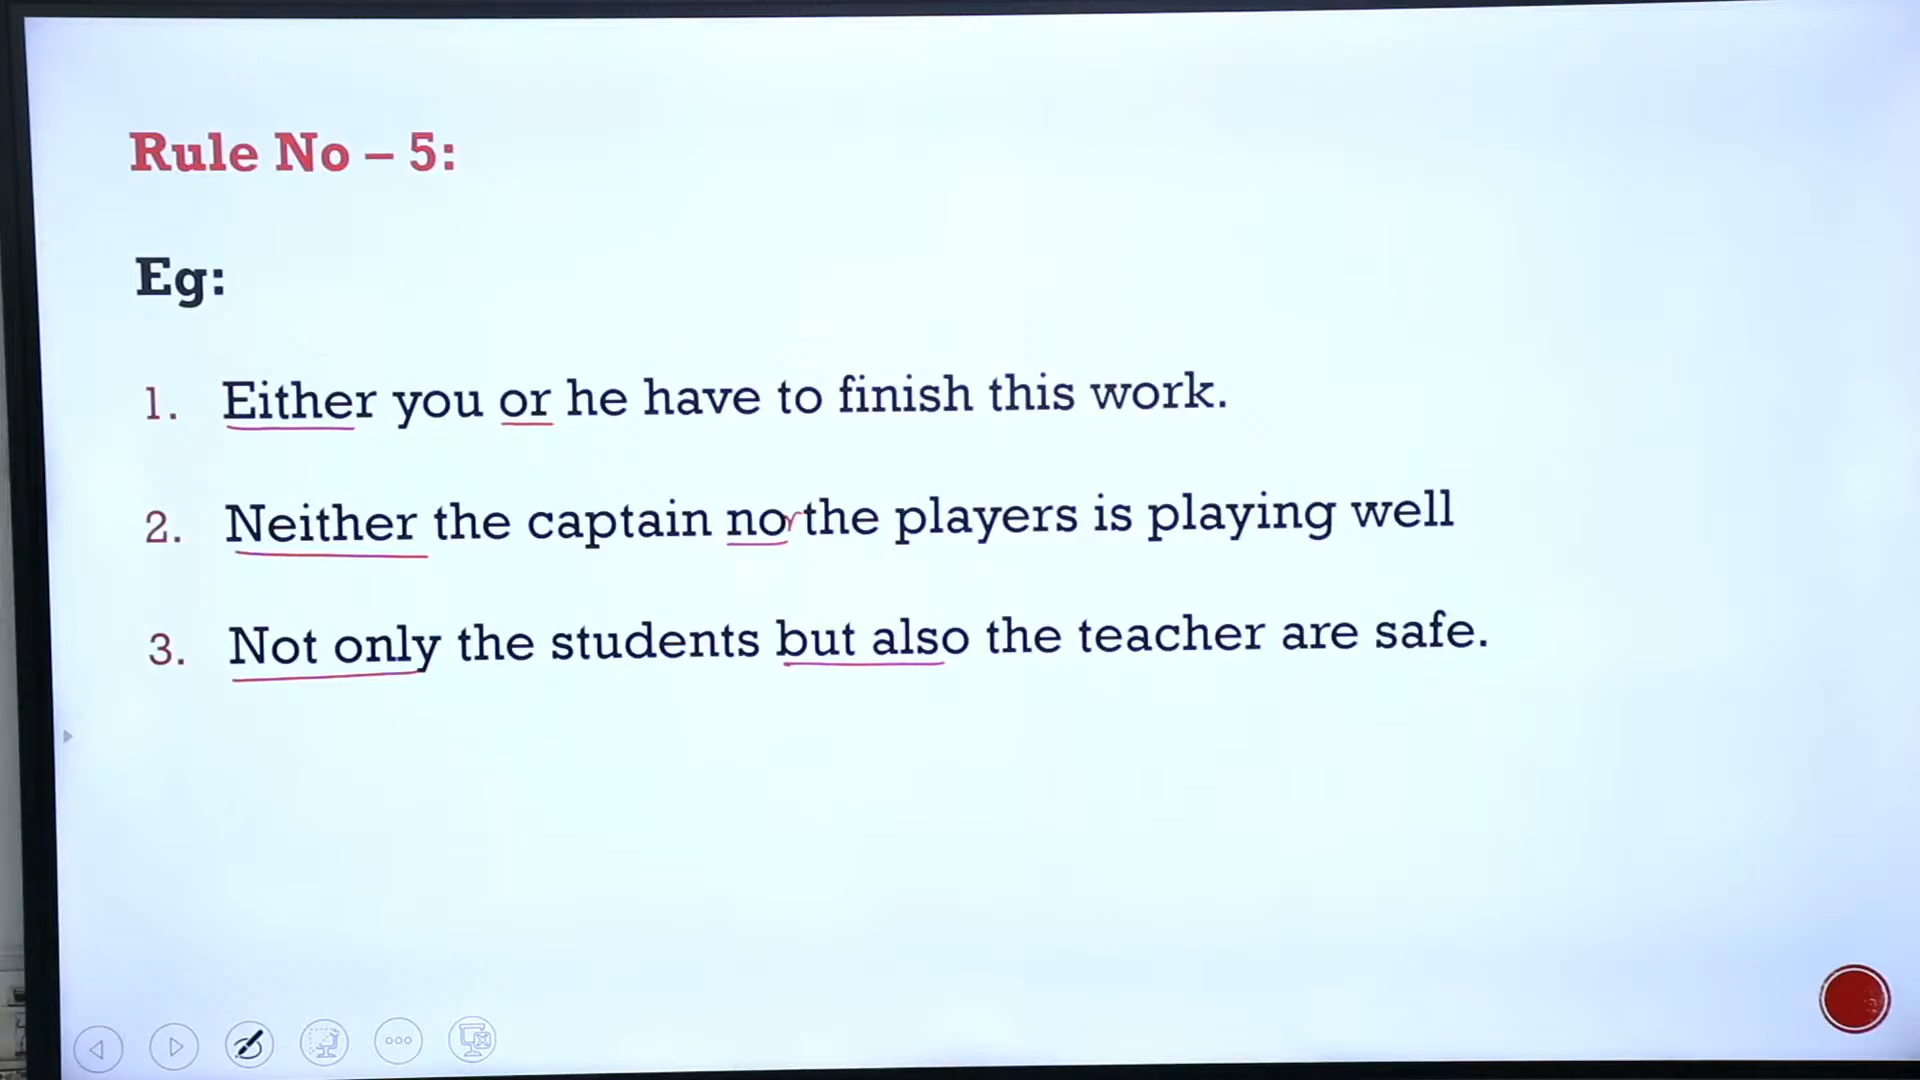 Rule No – 5:
Eg:
1. Either you or he have to finish this work.
2. Neither the captain nor the players is playing well
3. Not only the students but also the teacher are safe.